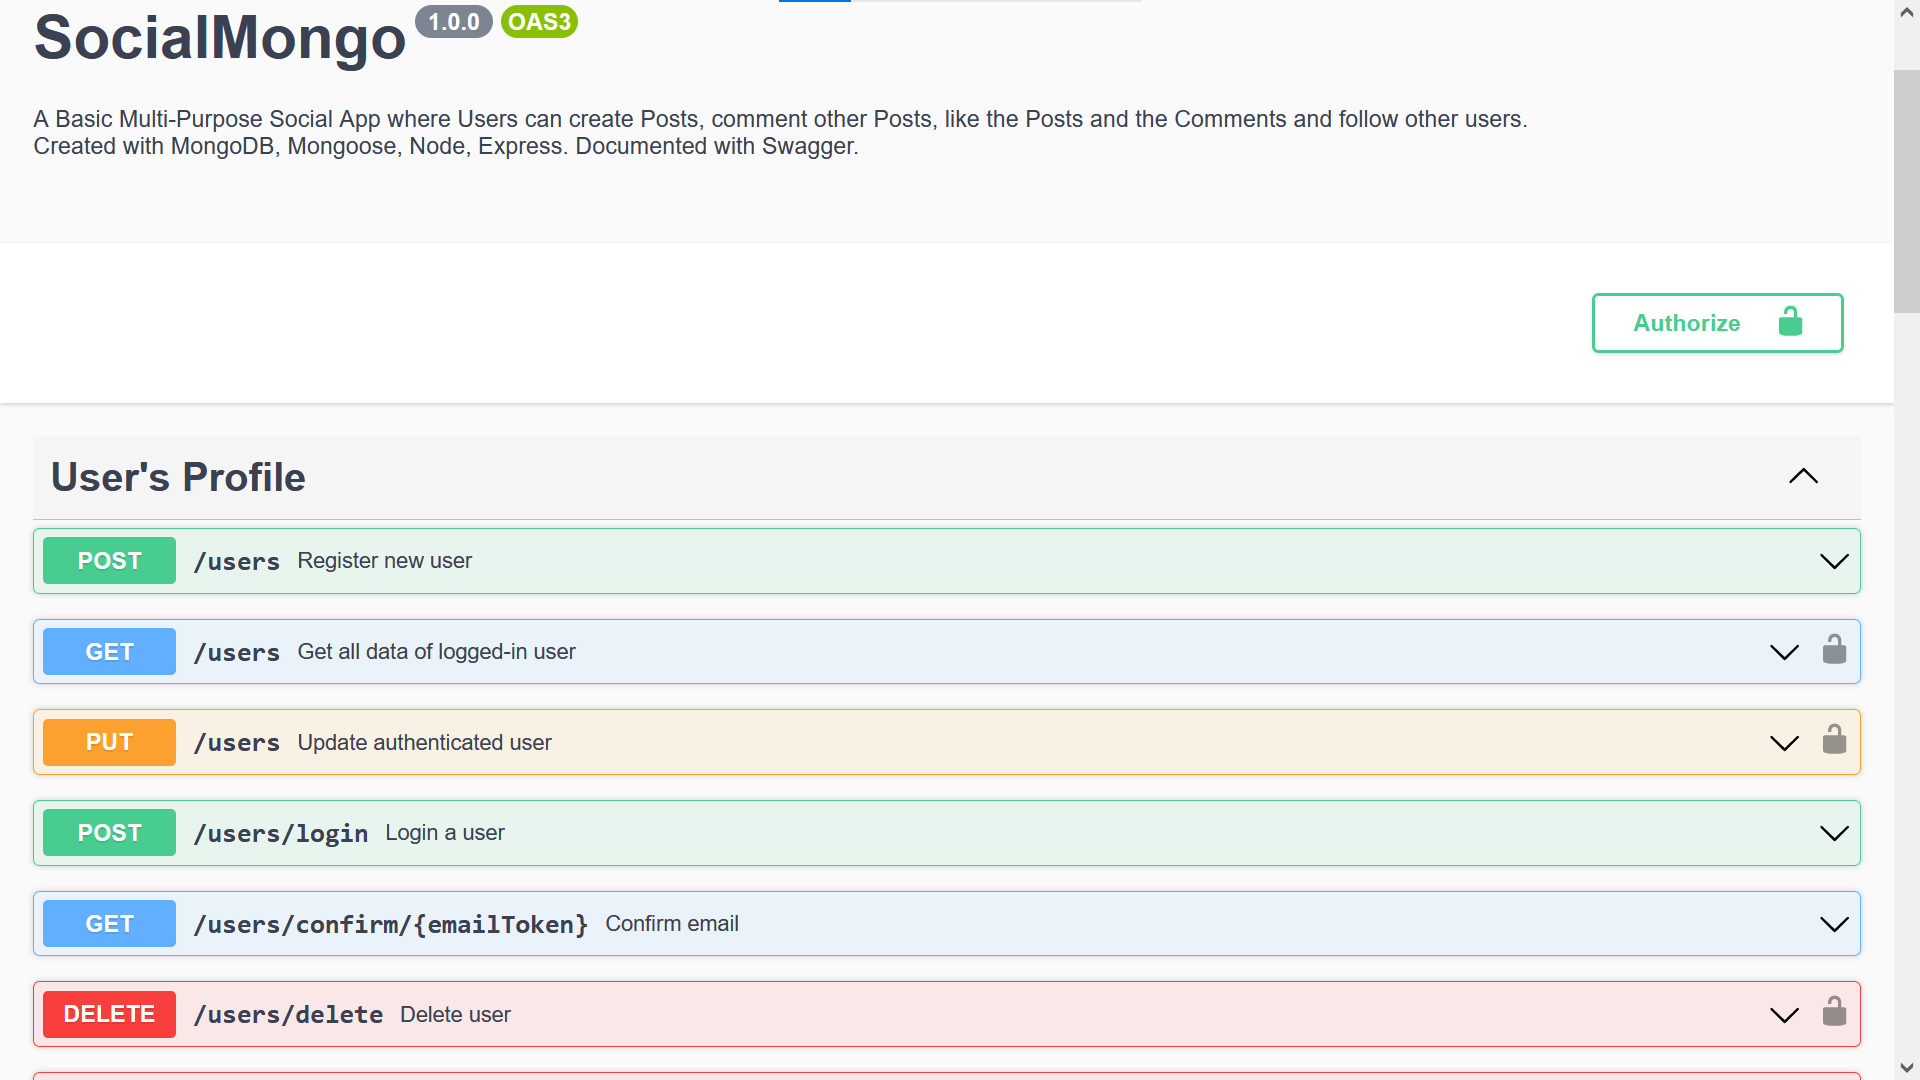 SocialMongo 1.0.0 OAS3
A Basic Multi-Purpose Social App where Users can create Posts, comment other Posts, like the Posts and the Comments and follow other users.
Created with MongoDB, Mongoose, Node, Express. Documented with Swagger.
Authorize
User's Profile
POST /users Register new user
GET /users Get all data of logged-in user
PUT /users Update authenticated user
POST /users/login Login a user
GET /users/confirm/{emailToken} Confirm email
DELETE /users/delete Delete user